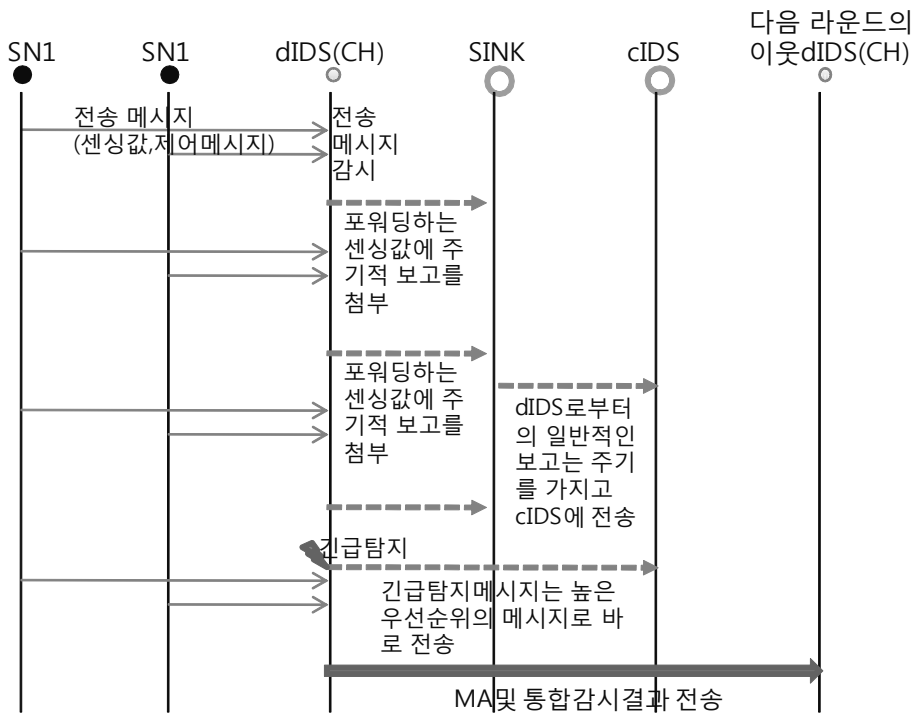 다음 라운드의
이웃dIDS(CH)
SN1
SN1
dIDS(CH)
SINK
cIDS
전송 메시지
(센싱값,제어메시지)
전송
메시지
감시
포워딩하는
센싱값에 주
기적 보고를
첨부
포워딩하는
센싱값에 주
기적 보고를
첨부
dIDS로부터
의 일반적인
보고는 주기
를 가지고
cIDS에 전송
긴급탐지
긴급탐지메시지는 높은
우선순위의 메시지로 바
로 전송
MA및 통합감시결과 전송